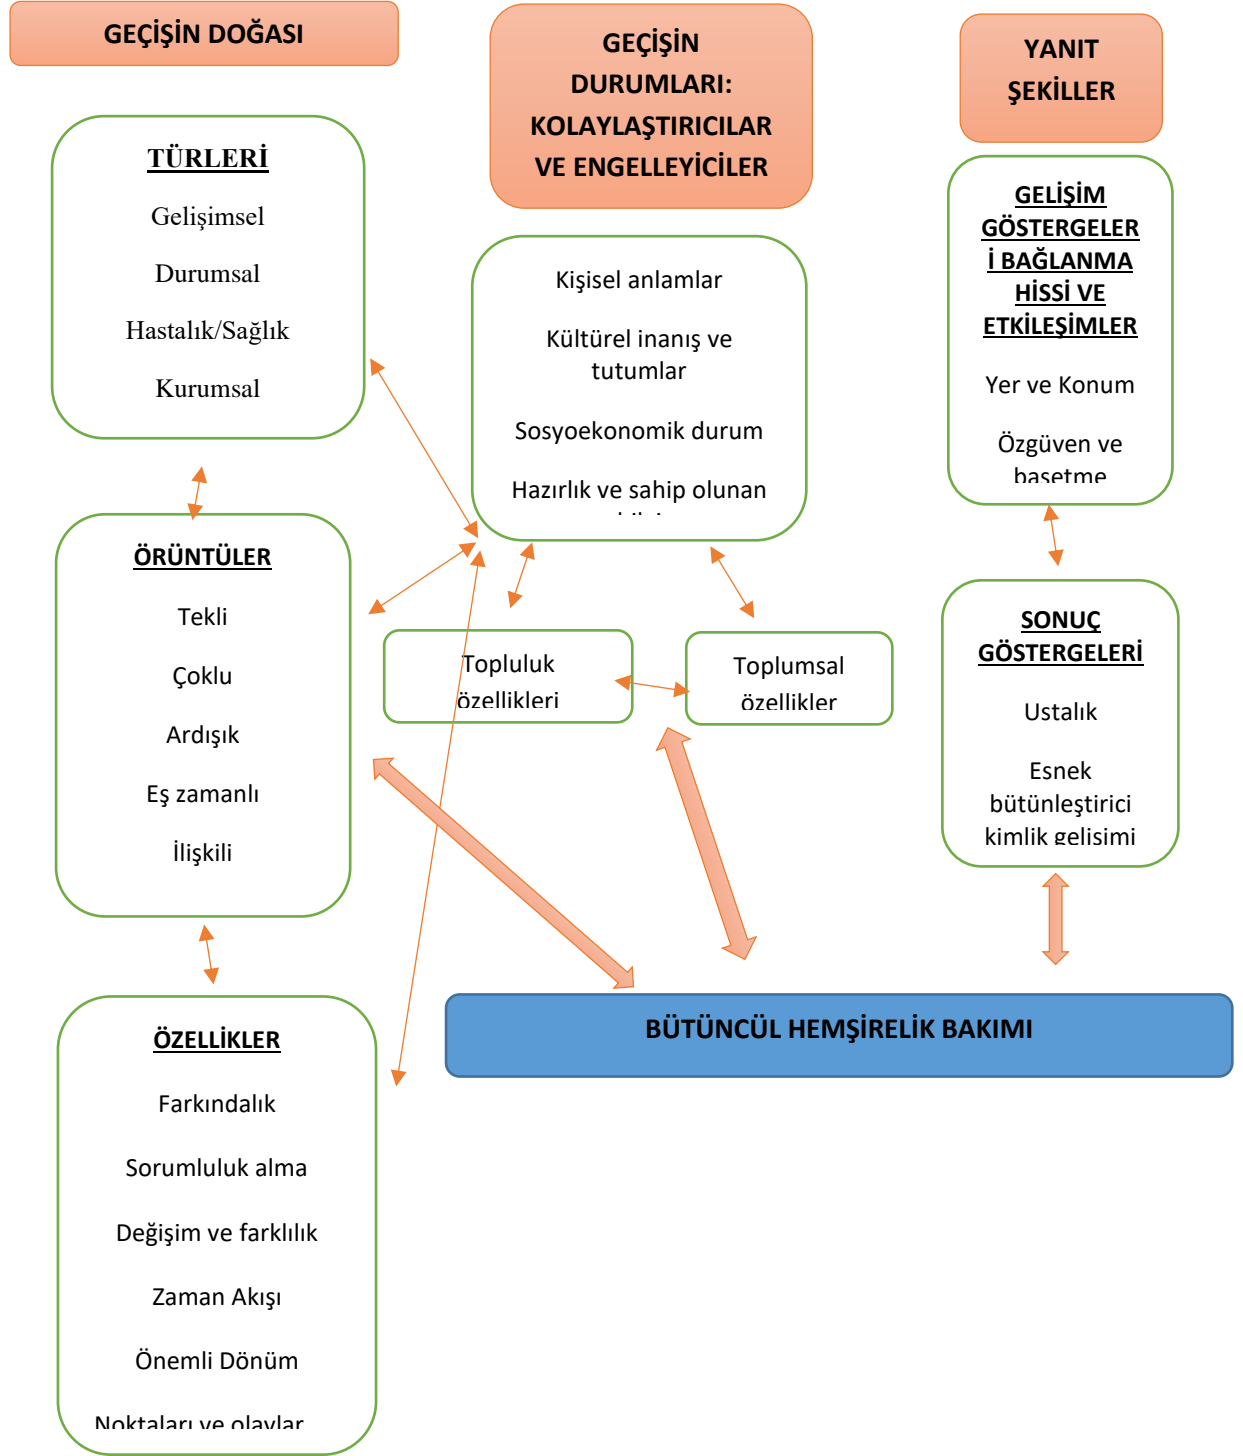 GEÇİŞİN DOĞASI
TÜRLERİ
Gelişimsel
Durumsal
Hastalık/Sağlık
Kurumsal
ÖRÜNTÜLER
Tekli
Çoklu
Ardışık
Eş zamanlı
İlişkili
ÖZELLİKLER
Farkındalık
Sorumluluk alma
Değişim ve farklılık
Zaman Akışı
Önemli Dönüm
Noktaları ve olaylar
GEÇİŞİN
DURUMLARI:
KOLAYLAŞTIRICILAR
VE ENGELLEYİCİLER
Kişisel anlamlar
Kültürel inanış ve
tutumlar
Sosyoekonomik durum
Hazırlık ve sahip olunan
Topluluk
özellikleri
Toplumsal
özellikler
YANIT
ŞEKİLLER
GELİŞİM
GÖSTERGELER
İ BAĞLANMA
HİSSİ VE
ETKİLEŞİMLER
Yer ve Konum
Özgüven ve
başetme
SONUÇ
GÖSTERGELERİ
Ustalık
Esnek
bütünleştirici
kimlik gelişimi
BÜTÜNCÜL HEMŞİRELİK BAKIMI